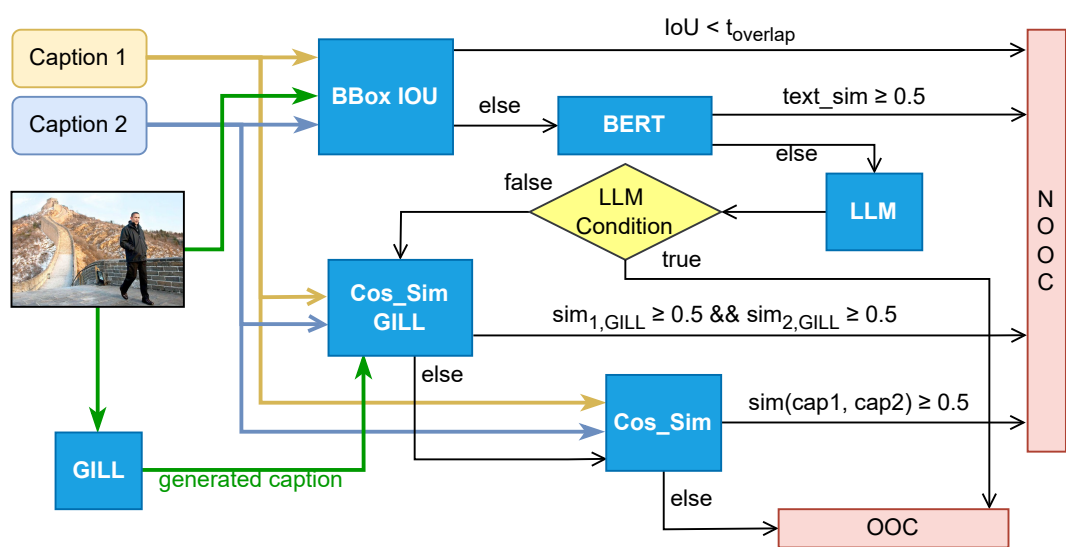 Caption 1
Caption 2
BBox IOU
IoU < t_overlap
else
BERT
text_sim ≥ 0.5
else
LLM
LLM
Condition
false
true
Cos_Sim
GILL
sim_1,GILL ≥ 0.5 && sim_2,GILL ≥ 0.5
else
Cos_Sim
sim(cap1, cap2) ≥ 0.5
else
GILL
generated caption
OOC
N
O
O
C